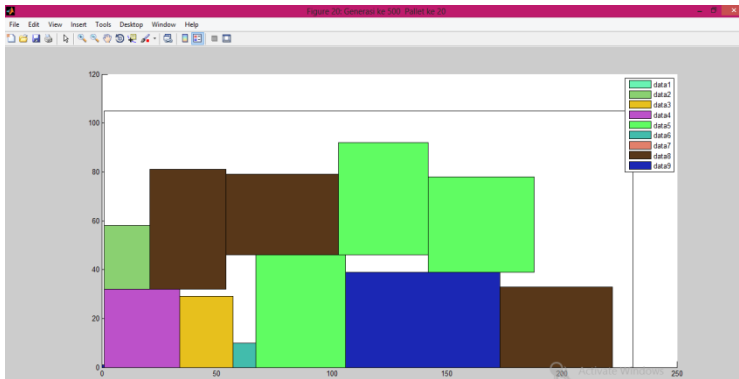 Figure 20: Generasi ke 500 Pallet ke 20
File Edit View Insert Tools Desktop Window Help
120
100
80
60
40
20
0
0 50 100 150 200 250
data1
data2
data3
data4
data5
data6
data7
data8
data9
Activate Windows